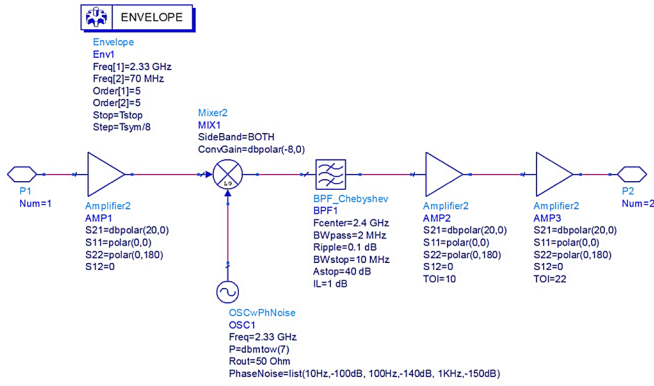 ENVELOPE
Envelope
Env1
Freq[1]=2.33 GHz
Freq[2]=70 MHz
Order[1]=5
Order[2]=5
Stop=Tstop
Step=Tsym/8
P1
Num=1
Amplifier2
AMP1
S21=dbpolar(20,0)
S11=polar(0,0)
S22=polar(0,180)
S12=0
Mixer2
MIX1
SideBand=BOTH
ConvGain=dbpolar(-8,0)
LO
OSCwPhNoise
OSC1
Freq=2.33 GHz
P=dbmtow(7)
Rout=50 Ohm
PhaseNoise=list(10Hz,-100dB, 100Hz,-140dB, 1KHz,-150dB)
BPF_Chebyshev
BPF1
Fcenter=2.4 GHz
BWpass=2 MHz
Ripple=0.1 dB
BWstop=10 MHz
Astop=40 dB
IL=1 dB
Amplifier2
AMP2
S21=dbpolar(20,0)
S11=polar(0,0)
S22=polar(0,180)
S12=0
TOI=10
Amplifier2
AMP3
S21=dbpolar(20,0)
S11=polar(0,0)
S22=polar(0,180)
S12=0
TOI=22
P2
Num=2